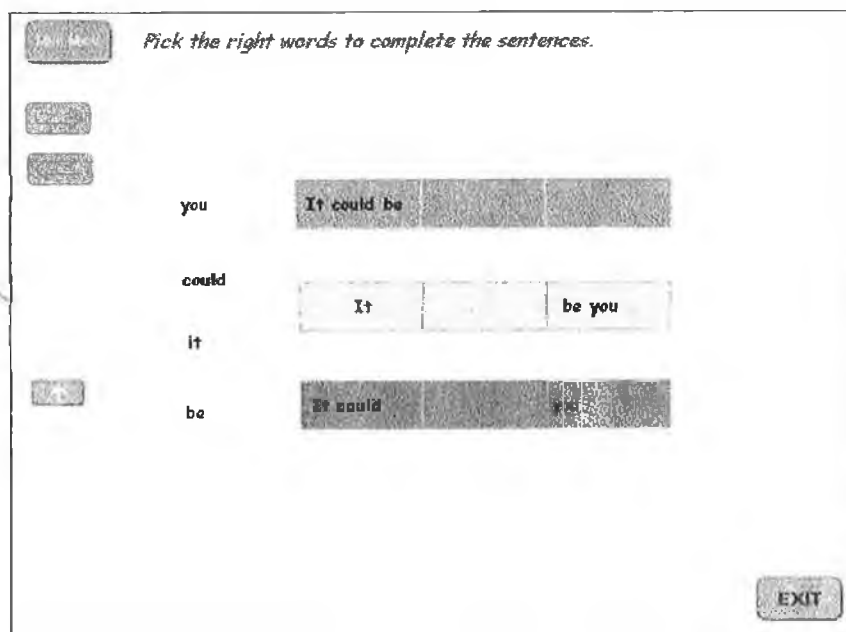 Pick the right words to complete the sentences.
you
It could be
could
It
be you
it
It could
be
EXIT